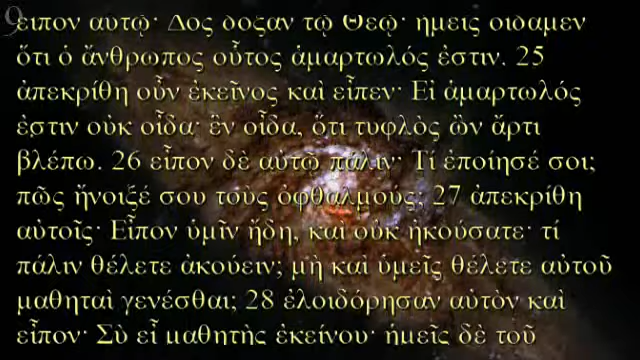 9
εἶπον αὐτῷ· Δὸς δόξαν τῷ Θεῷ· ἡμεῖς οἴδαμεν
ὅτι ὁ ἄνθρωπος οὗτος ἁμαρτωλός ἐστιν. 25
ἀπεκρίθη οὖν ἐκεῖνος καὶ εἶπεν· Εἰ ἁμαρτωλός
ἐστιν οὐκ οἶδα· ἓν οἶδα, ὅτι τυφλὸς ὢν ἄρτι
βλέπω. 26 εἶπον δὲ αὐτῷ πάλιν· Τί ἐποίησέ σοι;
πῶς ἤνοιξέ σου τοὺς ὀφθαλμούς; 27 ἀπεκρίθη
αὐτοῖς· Εἶπον ὑμῖν ἤδη, καὶ οὐκ ἠκούσατε· τί
πάλιν θέλετε ἀκούειν; μὴ καὶ ὑμεῖς θέλετε αὐτοῦ
μαθηταὶ γενέσθαι; 28 ἐλοιδόρησαν αὐτὸν καὶ
εἶπον· Σὺ εἶ μαθητὴς ἐκείνου· ἡμεῖς δὲ τοῦ